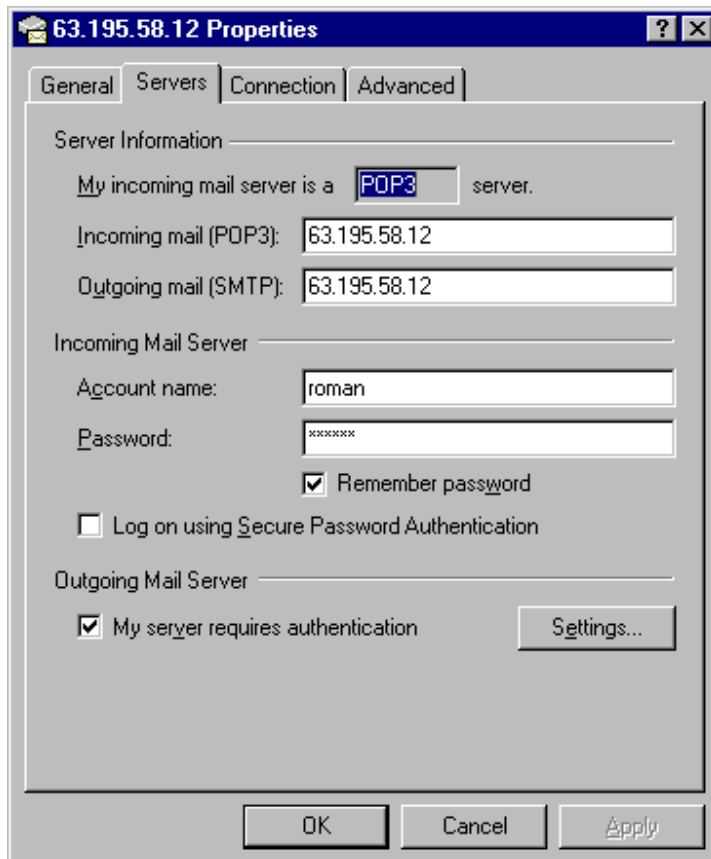 63.195.58.12 Properties
General Servers Connection Advanced
Server Information
My incoming mail server is a POP3 server.
Incoming mail (POP3): 63.195.58.12
Outgoing mail (SMTP): 63.195.58.12
Incoming Mail Server
Account name: roman
Password: ******
Remember password
Log on using Secure Password Authentication
Outgoing Mail Server
My server requires authentication Settings...
OK Cancel Apply